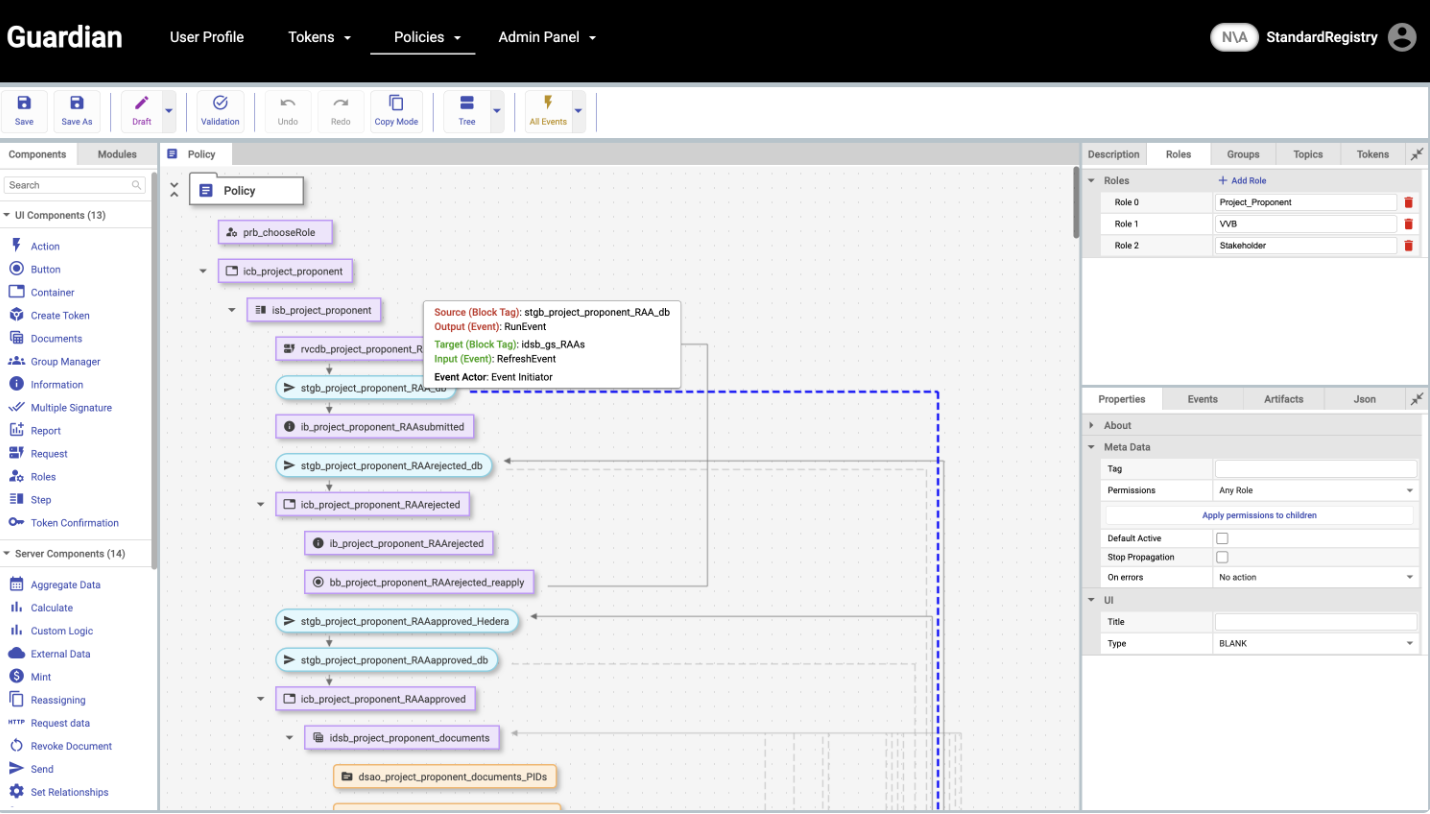 Guardian
User Profile
Tokens
Policies
Admin Panel
N\A
StandardRegistry
Save
Save As
Draft
Validation
Undo
Redo
Copy Mode
Tree
All Events
Components
Modules
Search
UI Components (13)
Action
Button
Container
Create Token
Documents
Group Manager
Information
Multiple Signature
Report
Request
Roles
Step
Token Confirmation
Server Components (14)
Aggregate Data
Calculate
Custom Logic
External Data
Mint
Reassigning
HTTP Request data
Revoke Document
Send
Set Relationships
Policy
Policy
prb_chooseRole
icb_project_proponent
isb_project_proponent
Source (Block Tag): stgb_project_proponent_RAA_db
Output (Event): RunEvent
Target (Block Tag): idsb_gs_RAAs
Input (Event): RefreshEvent
Event Actor: Event Initiator
rvcdb_project_proponent_R
stgb_project_proponent_RAA_db
ib_project_proponent_RAAsubmitted
stgb_project_proponent_RAArejected_db
icb_project_proponent_RAArejected
ib_project_proponent_RAArejected
bb_project_proponent_RAArejected_reapply
stgb_project_proponent_RAAapproved_Hedera
stgb_project_proponent_RAAapproved_db
icb_project_proponent_RAAapproved
idsb_project_proponent_documents
dsao_project_proponent_documents_PIDs
Description
Roles
Groups
Topics
Tokens
Roles
+ Add Role
Role 0 Project_Proponent
Role 1 VVB
Role 2 Stakeholder
Properties
Events
Artifacts
Json
About
Meta Data
Tag
Permissions Any Role
Apply permissions to children
Default Active
Stop Propagation
On errors No action
UI
Title
Type BLANK